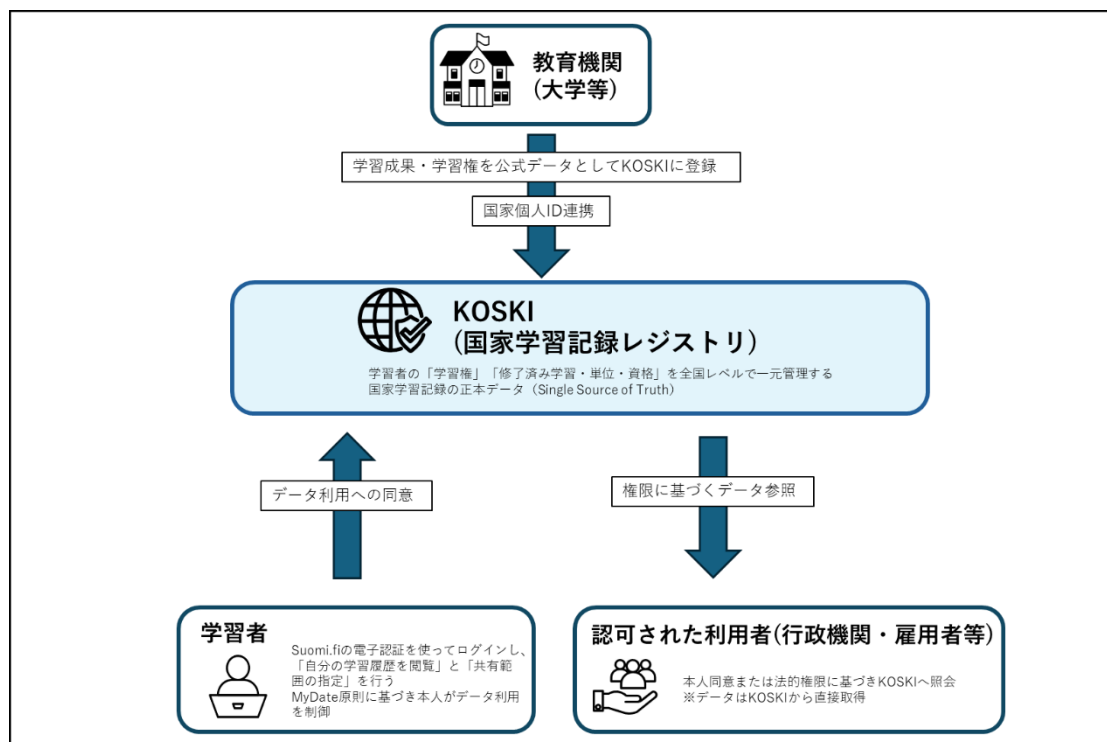 教育機関
(大学等)
学習成果・学習権を公式データとしてKOSKIに登録
国家個人ID連携
KOSKI
(国家学習記録レジストリ)
学習者の「学習権」「修了済み学習・単位・資格」を全国レベルで一元管理する
国家学習記録の正本データ（Single Source of Truth）
データ利用への同意
権限に基づくデータ参照
学習者
Suomi.fiの電子認証を使ってログインし、
「自分の学習履歴を閲覧」と「共有範
囲の指定」を行う
MyDate原則に基づき本人がデータ利用
を制御
認可された利用者(行政機関・雇用者等)
本人同意または法的権限に基づきKOSKIへ照会
※データはKOSKIから直接取得